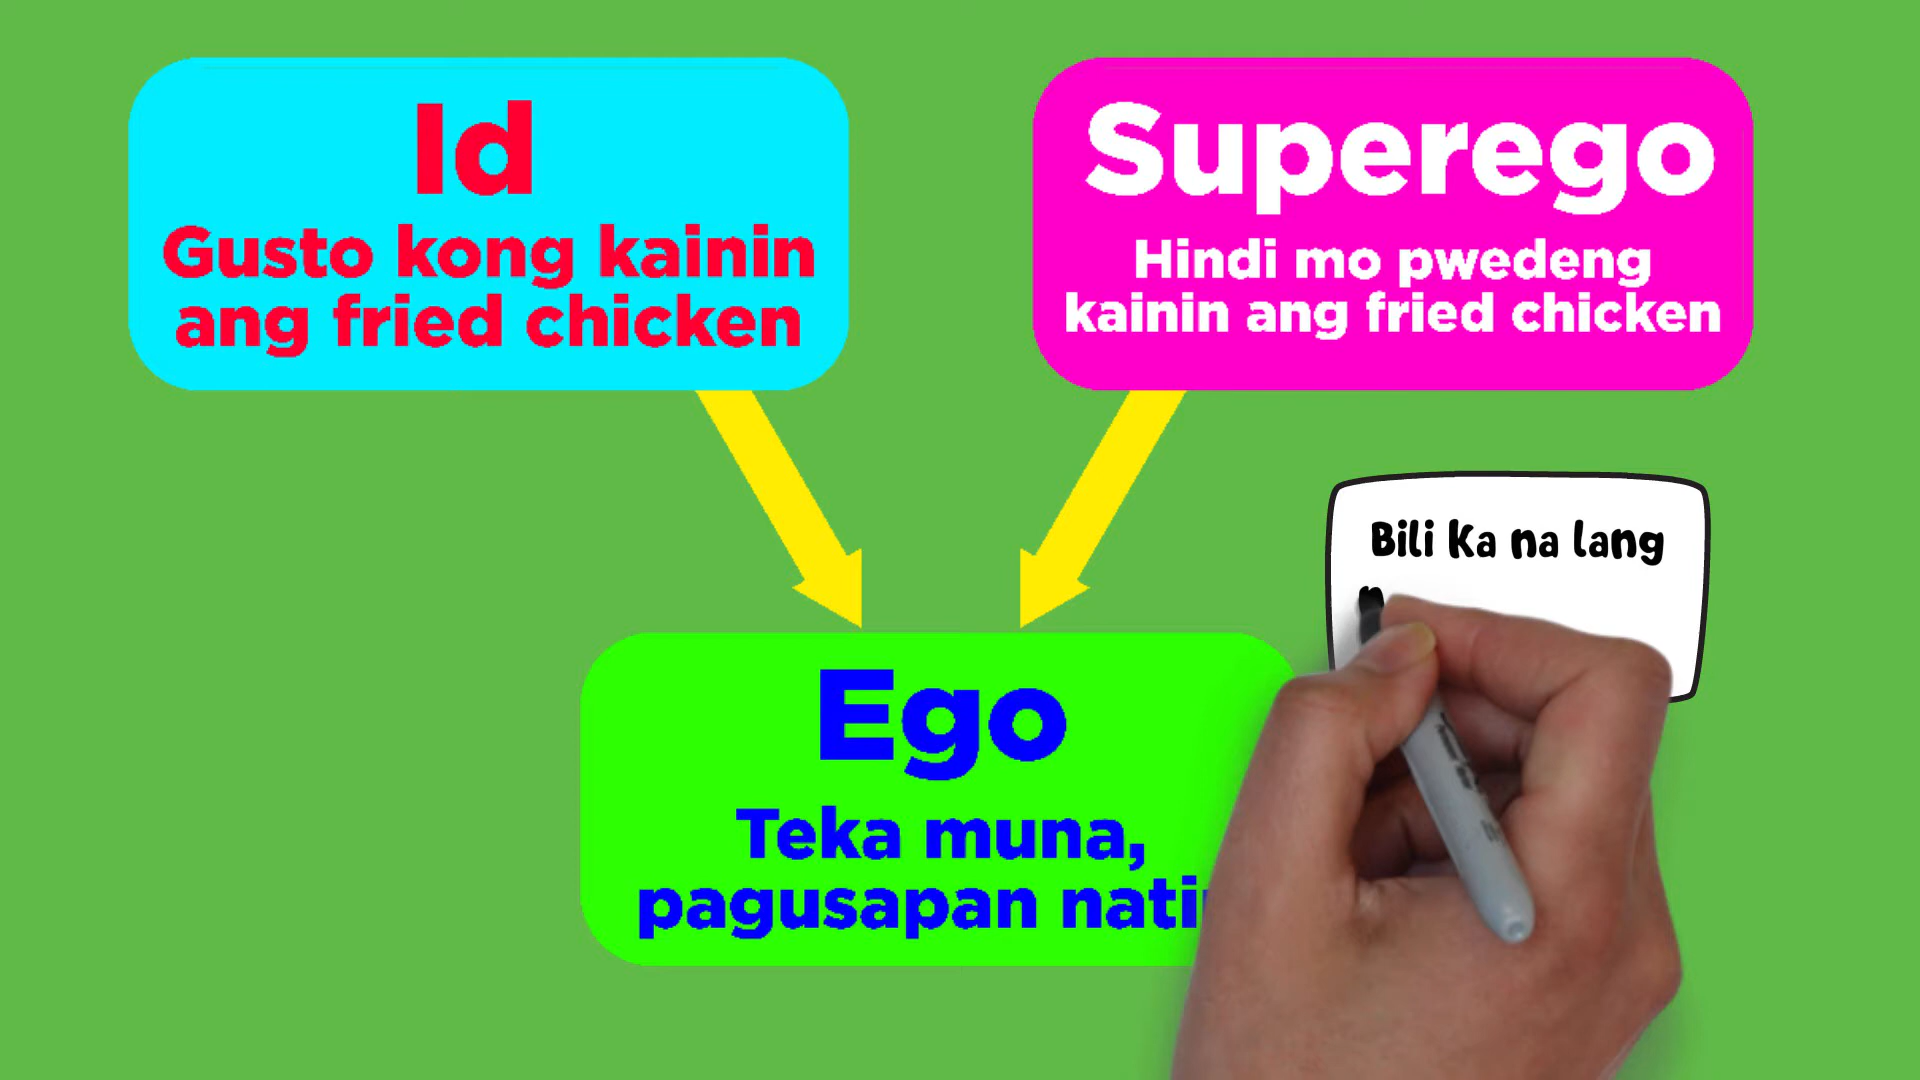 Id
Gusto kong kainin
ang fried chicken
Superego
Hindi mo pwedeng
kainin ang fried chicken
Bili ka na lang
Ego
Teka muna,
pagusapan